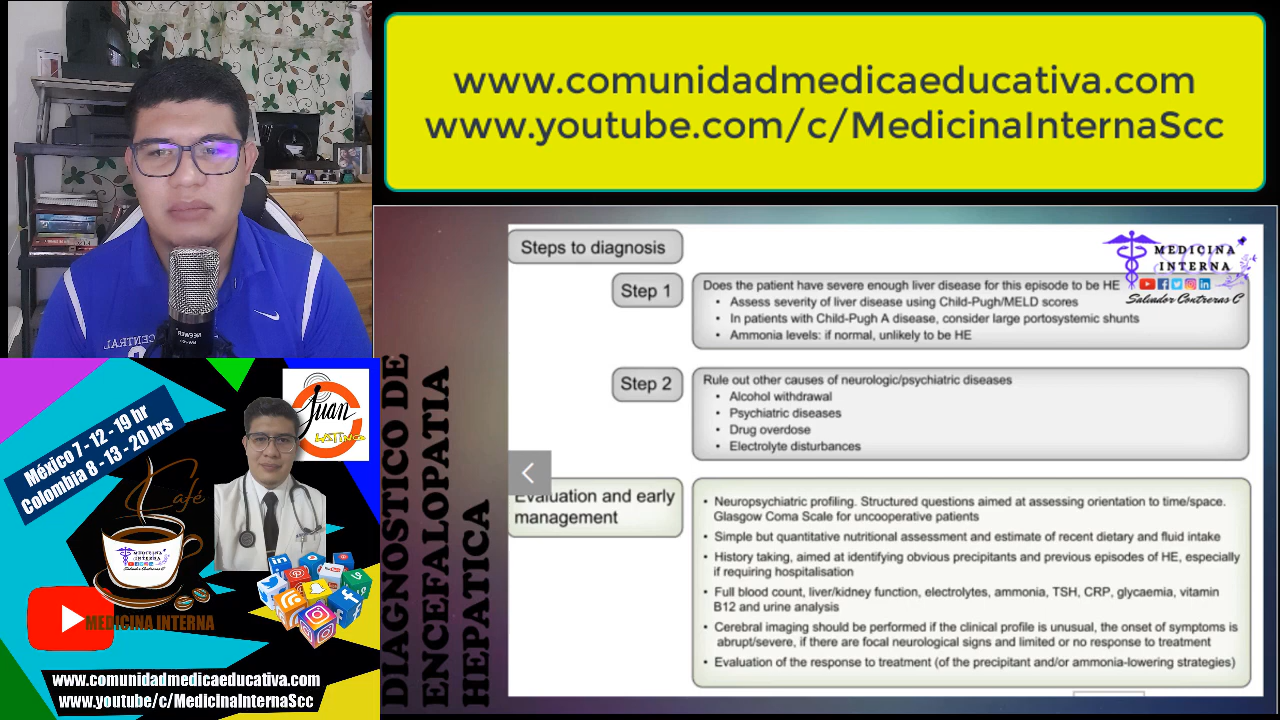 www.comunidadmedicaeducativa.com
www.youtube.com/c/MedicinaInternaScc
CENTRAL
NEEWER
Juan
LATINO
México 7 - 12 - 19 hr
Colombia 8 - 13 - 20 hrs
Café
MEDICINA
INTERNA
Salvador Contreras C
MEDICINA INTERNA
www.comunidadmedicaeducativa.com
www.youtube/c/MedicInaInternaScc
DIAGNOSTICO DE
ENCEFALOPATIA
HEPATICA
MEDICINA
INTERNA
Salvador Contreras C
Steps to diagnosis
Step 1
Does the patient have severe enough liver disease for this episode to be HE
• Assess severity of liver disease using Child-Pugh/MELD scores
• In patients with Child-Pugh A disease, consider large portosystemic shunts
• Ammonia levels: if normal, unlikely to be HE
Step 2
Rule out other causes of neurologic/psychiatric diseases
• Alcohol withdrawal
• Psychiatric diseases
• Drug overdose
• Electrolyte disturbances
Evaluation and early
management
• Neuropsychiatric profiling. Structured questions aimed at assessing orientation to time/space.
Glasgow Coma Scale for uncooperative patients
• Simple but quantitative nutritional assessment and estimate of recent dietary and fluid intake
• History taking, aimed at identifying obvious precipitants and previous episodes of HE, especially
if requiring hospitalisation
• Full blood count, liver/kidney function, electrolytes, ammonia, TSH, CRP, glycaemia, vitamin
B12 and urine analysis
• Cerebral imaging should be performed if the clinical profile is unusual, the onset of symptoms is
abrupt/severe, if there are focal neurological signs and limited or no response to treatment
• Evaluation of the response to treatment (of the precipitant and/or ammonia-lowering strategies)